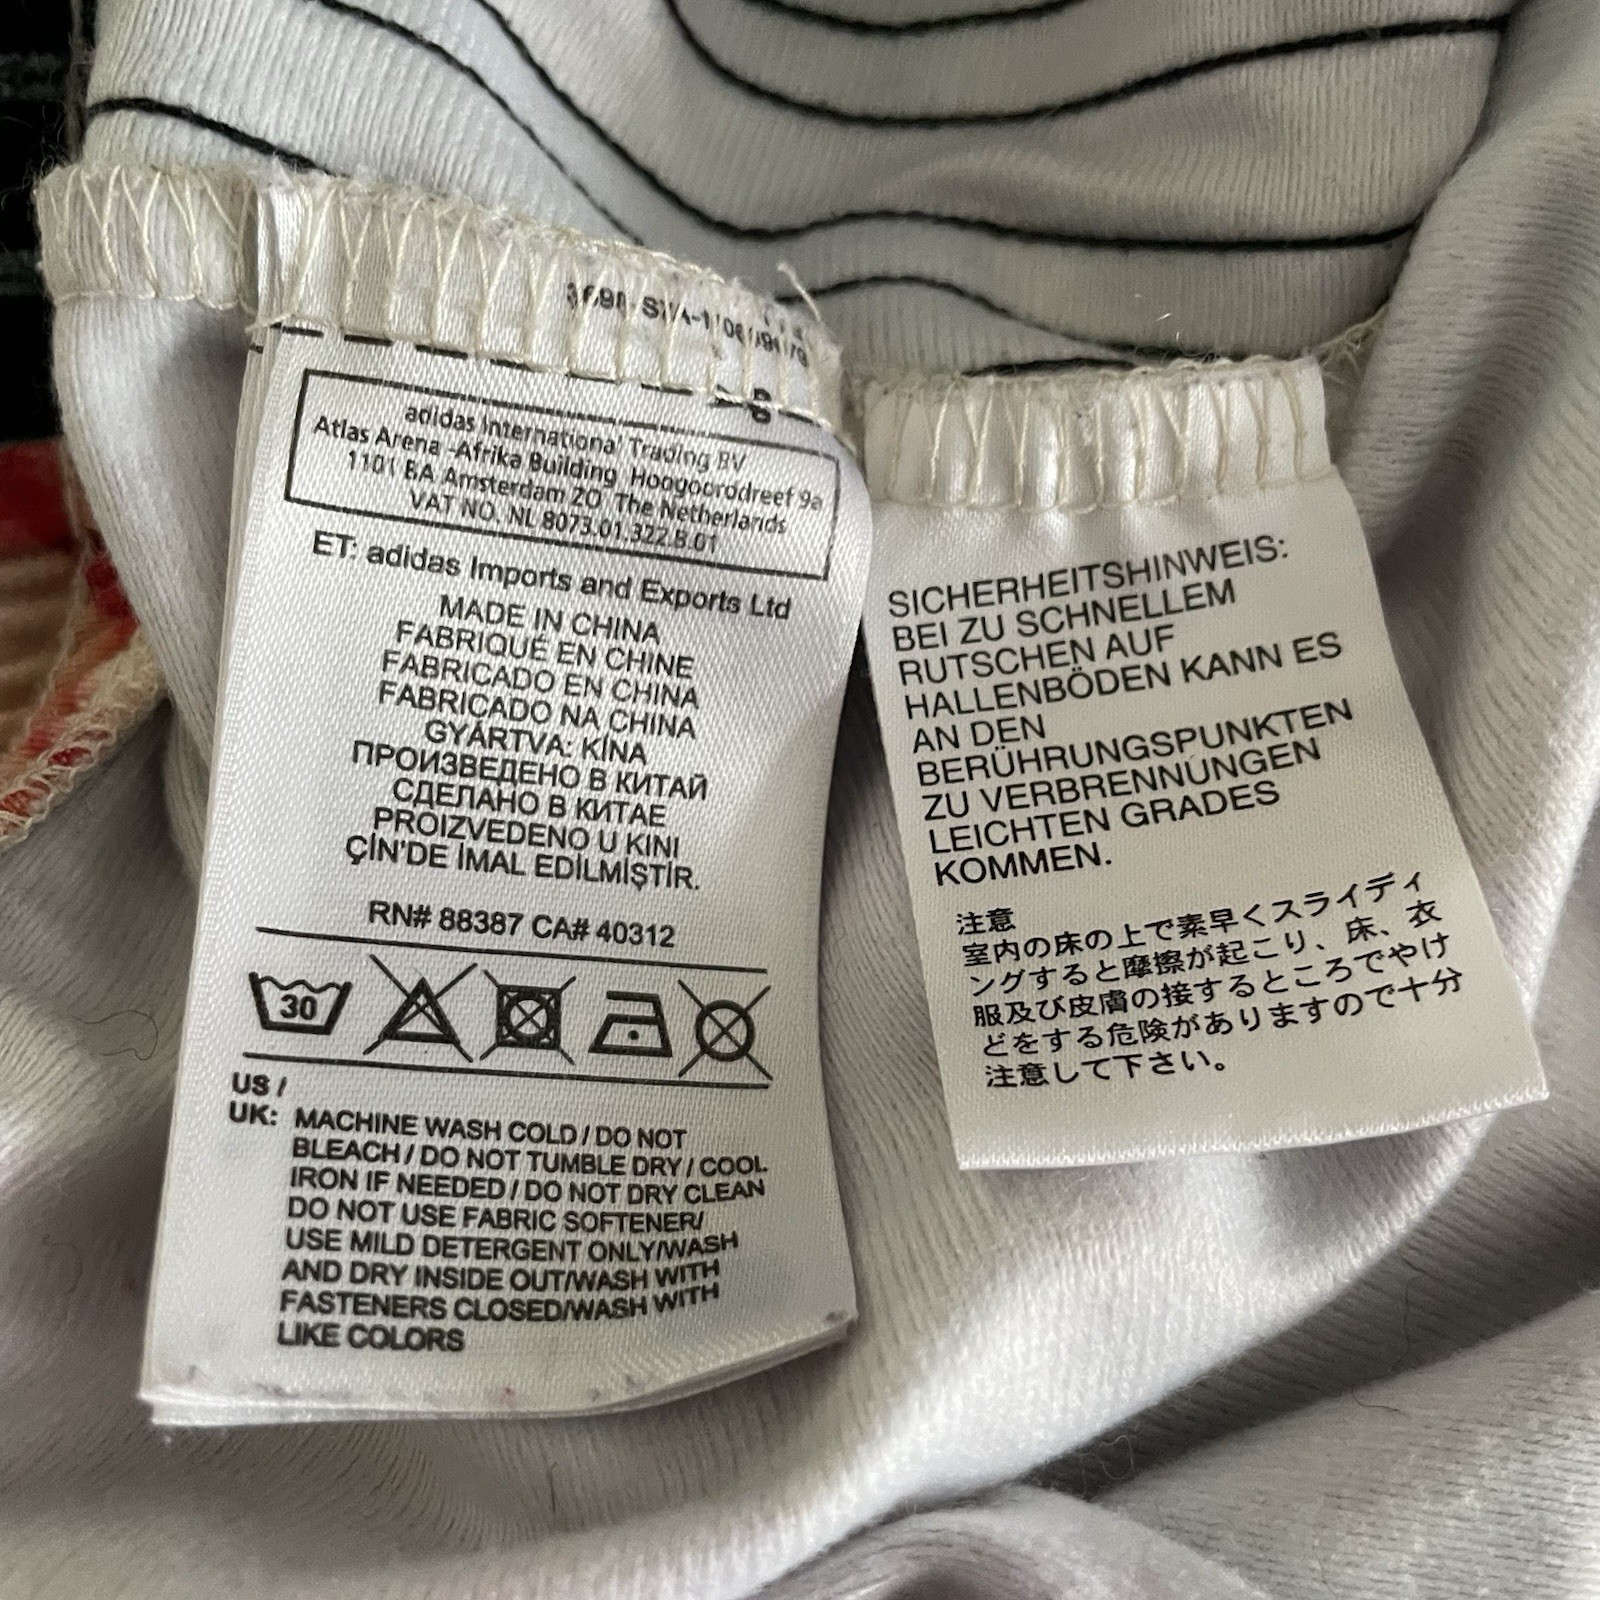 adidas International Trading BV
Atlas Arena -Afrika Building Hoogoorddreef 9a
1101 BA Amsterdam ZO The Netherlands
VAT NO. NL 8073.01.322.B.01
ET: adidas Imports and Exports Ltd
MADE IN CHINA
FABRIQUÉ EN CHINE
FABRICADO EN CHINA
FABRICADO NA CHINA
GYÁRTVA: KÍNA
ПРОИЗВЕДЕНО В КИТАЙ
СДЕЛАНО В КИТАЕ
PROIZVEDENO U KINI
ÇİN'DE İMAL EDİLMİŞTİR.
RN# 88387 CA# 40312
30
US /
UK: MACHINE WASH COLD / DO NOT
BLEACH / DO NOT TUMBLE DRY / COOL
IRON IF NEEDED / DO NOT DRY CLEAN
DO NOT USE FABRIC SOFTENER/
USE MILD DETERGENT ONLY/WASH
AND DRY INSIDE OUT/WASH WITH
FASTENERS CLOSED/WASH WITH
LIKE COLORS
SICHERHEITSHINWEIS:
BEI ZU SCHNELLEM
RUTSCHEN AUF
HALLENBÖDEN KANN ES
AN DEN
BERÜHRUNGSPUNKTEN
ZU VERBRENNUNGEN
LEICHTEN GRADES
KOMMEN.
注意
室内の床の上で素早くスライディ
ングすると摩擦が起こり、床、衣
服及び皮膚の接するところでやけ
どをする危険がありますので十分
注意して下さい。